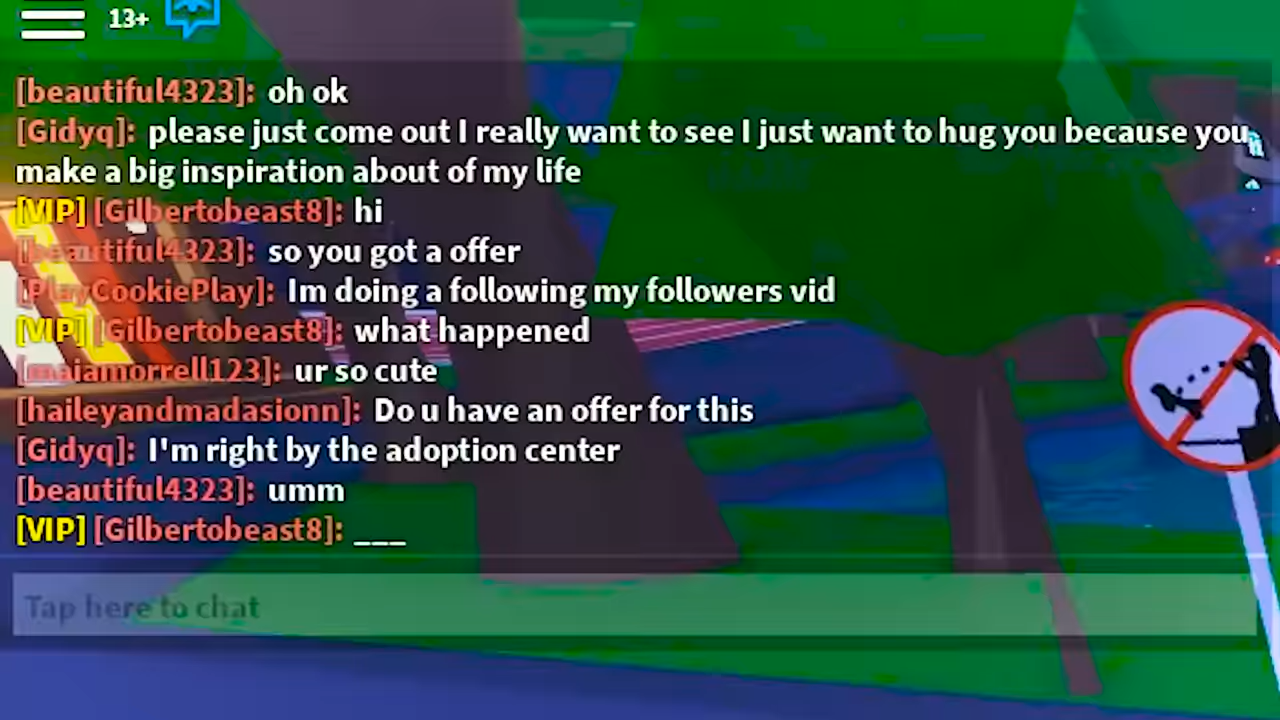 13+
[beautiful4323]: oh ok
[Gidyq]: please just come out I really want to see I just want to hug you because you
make a big inspiration about of my life
[VIP] [Gilbertobeast8]: hi
[beautiful4323]: so you got a offer
[PlayCookiePlay]: Im doing a following my followers vid
[VIP] [Gilbertobeast8]: what happened
[maiamorrell123]: ur so cute
[haileyandmadasionn]: Do u have an offer for this
[Gidyq]: I'm right by the adoption center
[beautiful4323]: umm
[VIP] [Gilbertobeast8]: ___
Tap here to chat